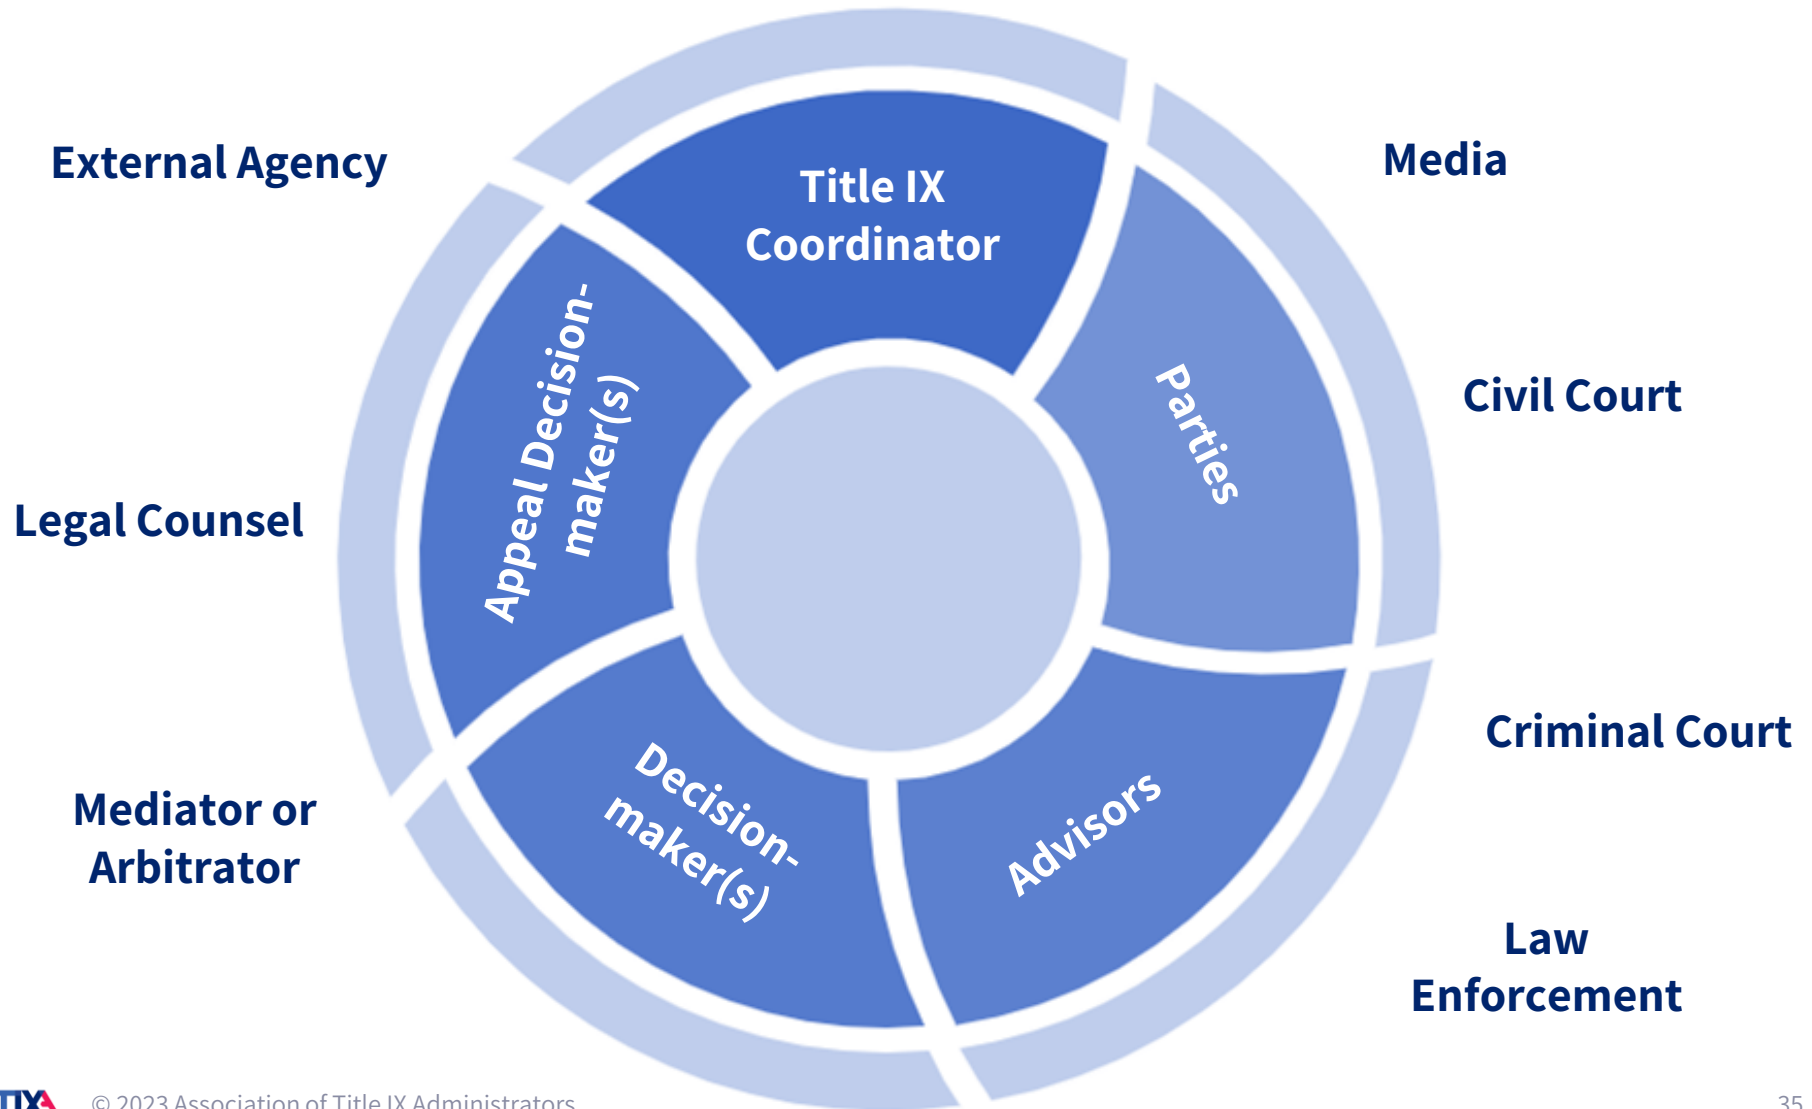 External Agency
Media
Title IX
Coordinator
Civil Court
Parties
Appeal Decision-
maker(s)
Legal Counsel
Criminal Court
Decision-
maker(s)
Advisors
Mediator or
Arbitrator
Law
Enforcement
© 2023 Association of Title IX Administrators
35